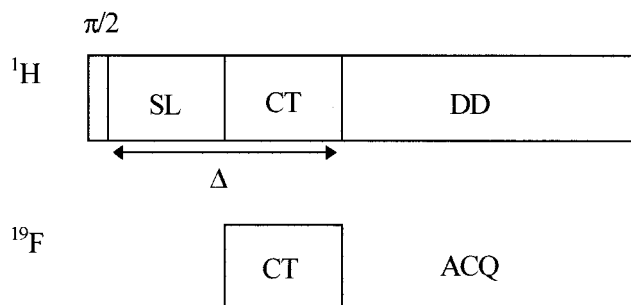 π/2
¹H SL CT DD
Δ
¹⁹F CT ACQ